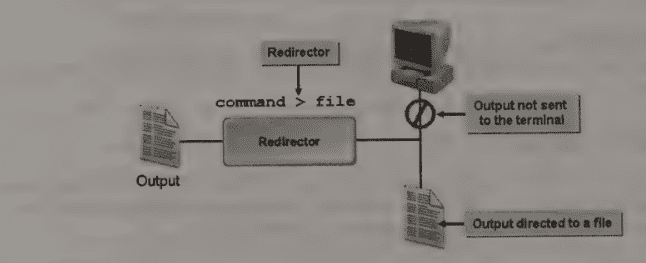 Redirector
command > file
Redirector
Output
Output not sent
to the terminal
Output directed to a file